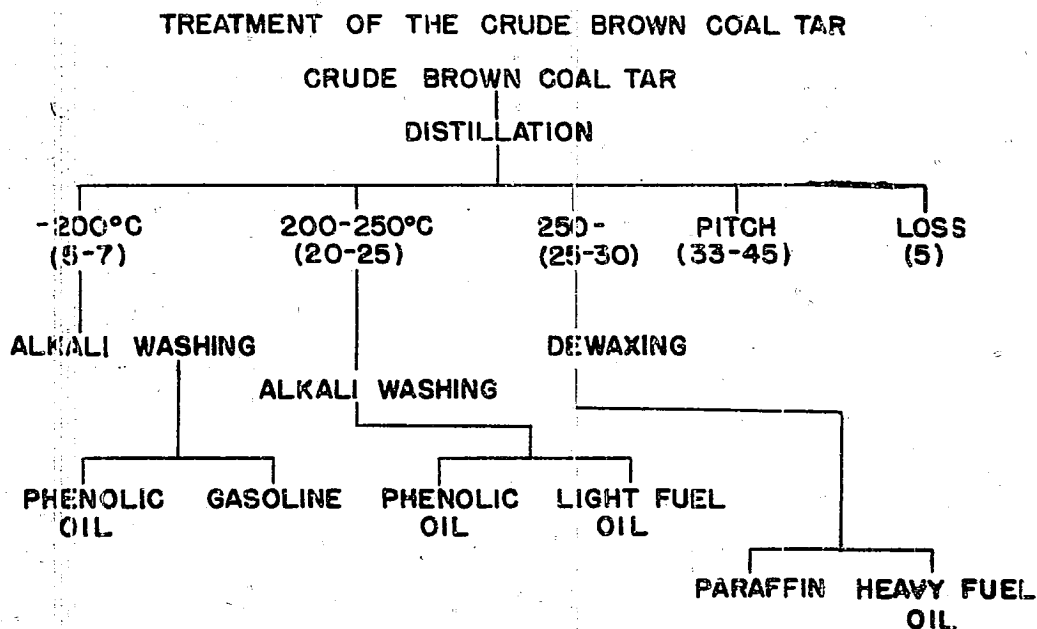 TREATMENT OF THE CRUDE BROWN COAL TAR
CRUDE BROWN COAL TAR
DISTILLATION
-200°C 200-250°C 250- PITCH LOSS
(5-7) (20-25) (25-30) (33-45) (5)
ALKALI WASHING DEWAXING
ALKALI WASHING
PHENOLIC GASOLINE PHENOLIC LIGHT FUEL
OIL OIL OIL
PARAFFIN HEAVY FUEL
OIL